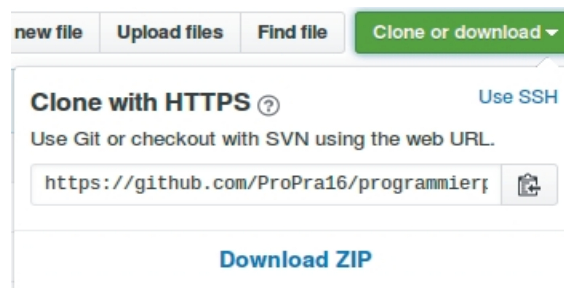 new file Upload files Find file Clone or download
Clone with HTTPS Use SSH
Use Git or checkout with SVN using the web URL.
https://github.com/ProPra16/programmierp
Download ZIP